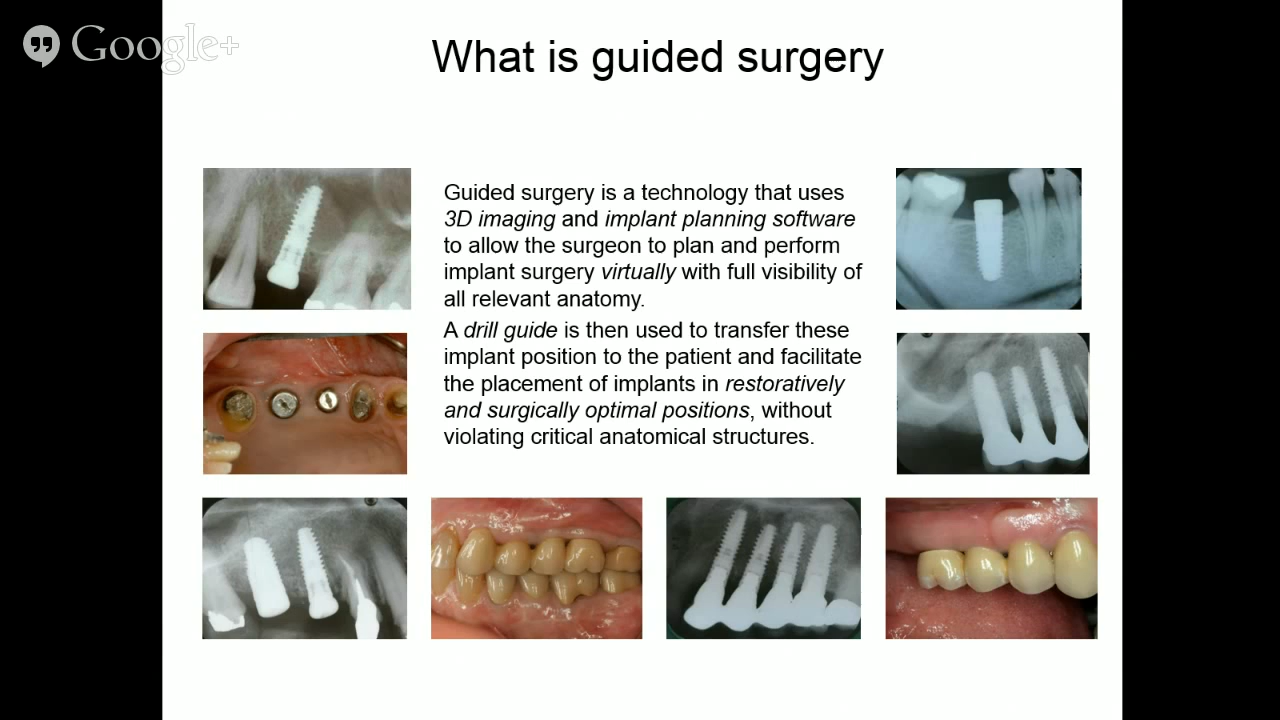 Google+
What is guided surgery
Guided surgery is a technology that uses
3D imaging and implant planning software
to allow the surgeon to plan and perform
implant surgery virtually with full visibility of
all relevant anatomy.
A drill guide is then used to transfer these
implant position to the patient and facilitate
the placement of implants in restoratively
and surgically optimal positions, without
violating critical anatomical structures.